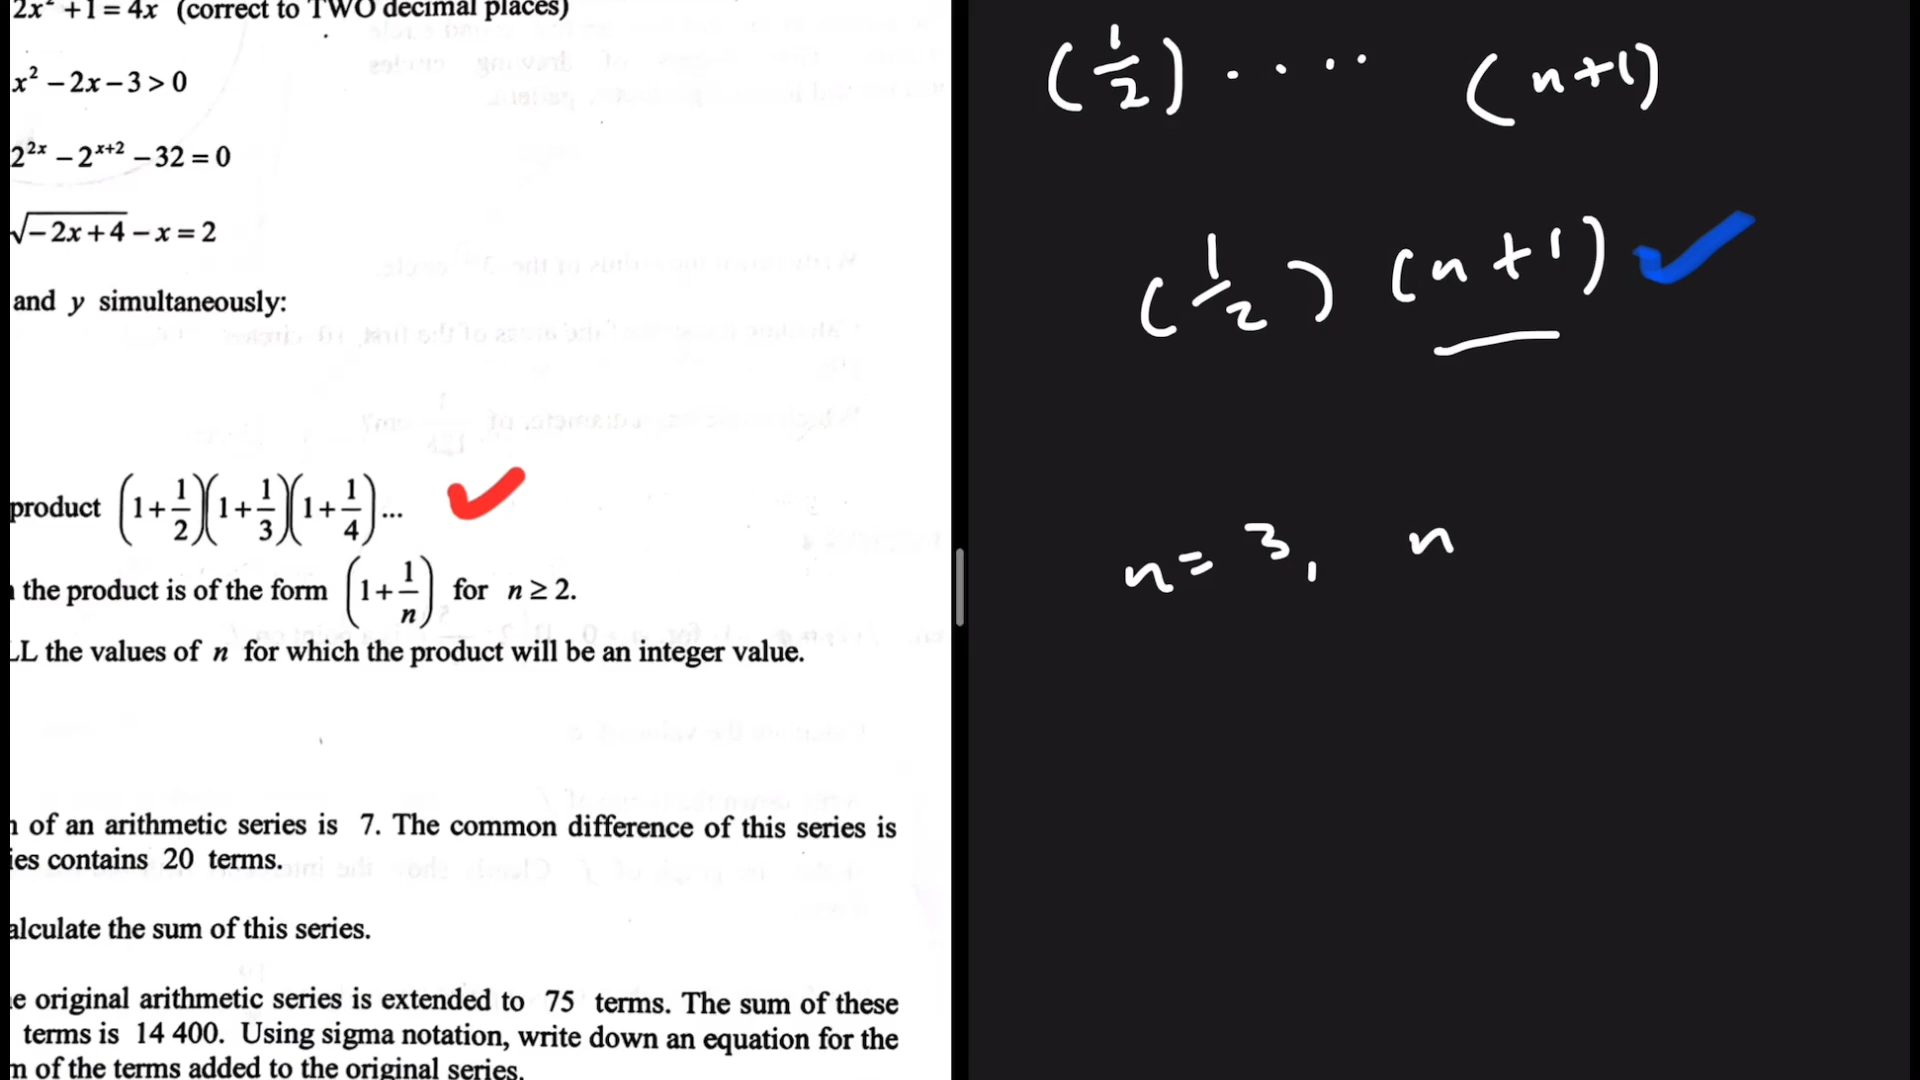 2x² + 1 = 4x (correct to TWO decimal places)
x² − 2x − 3 > 0
2²ˣ − 2ˣ⁺² − 32 = 0
√(−2x + 4) − x = 2
and y simultaneously:
product (1 + 1/2)(1 + 1/3)(1 + 1/4)...
the product is of the form (1 + 1/n) for n ≥ 2.
LL the values of n for which the product will be an integer value.
n of an arithmetic series is 7. The common difference of this series is
ies contains 20 terms.
alculate the sum of this series.
e original arithmetic series is extended to 75 terms. The sum of these
terms is 14 400. Using sigma notation, write down an equation for the
m of the terms added to the original series.
(1/2) . . . . . (n+1)
(1/2) (n+1)
n = 3, n